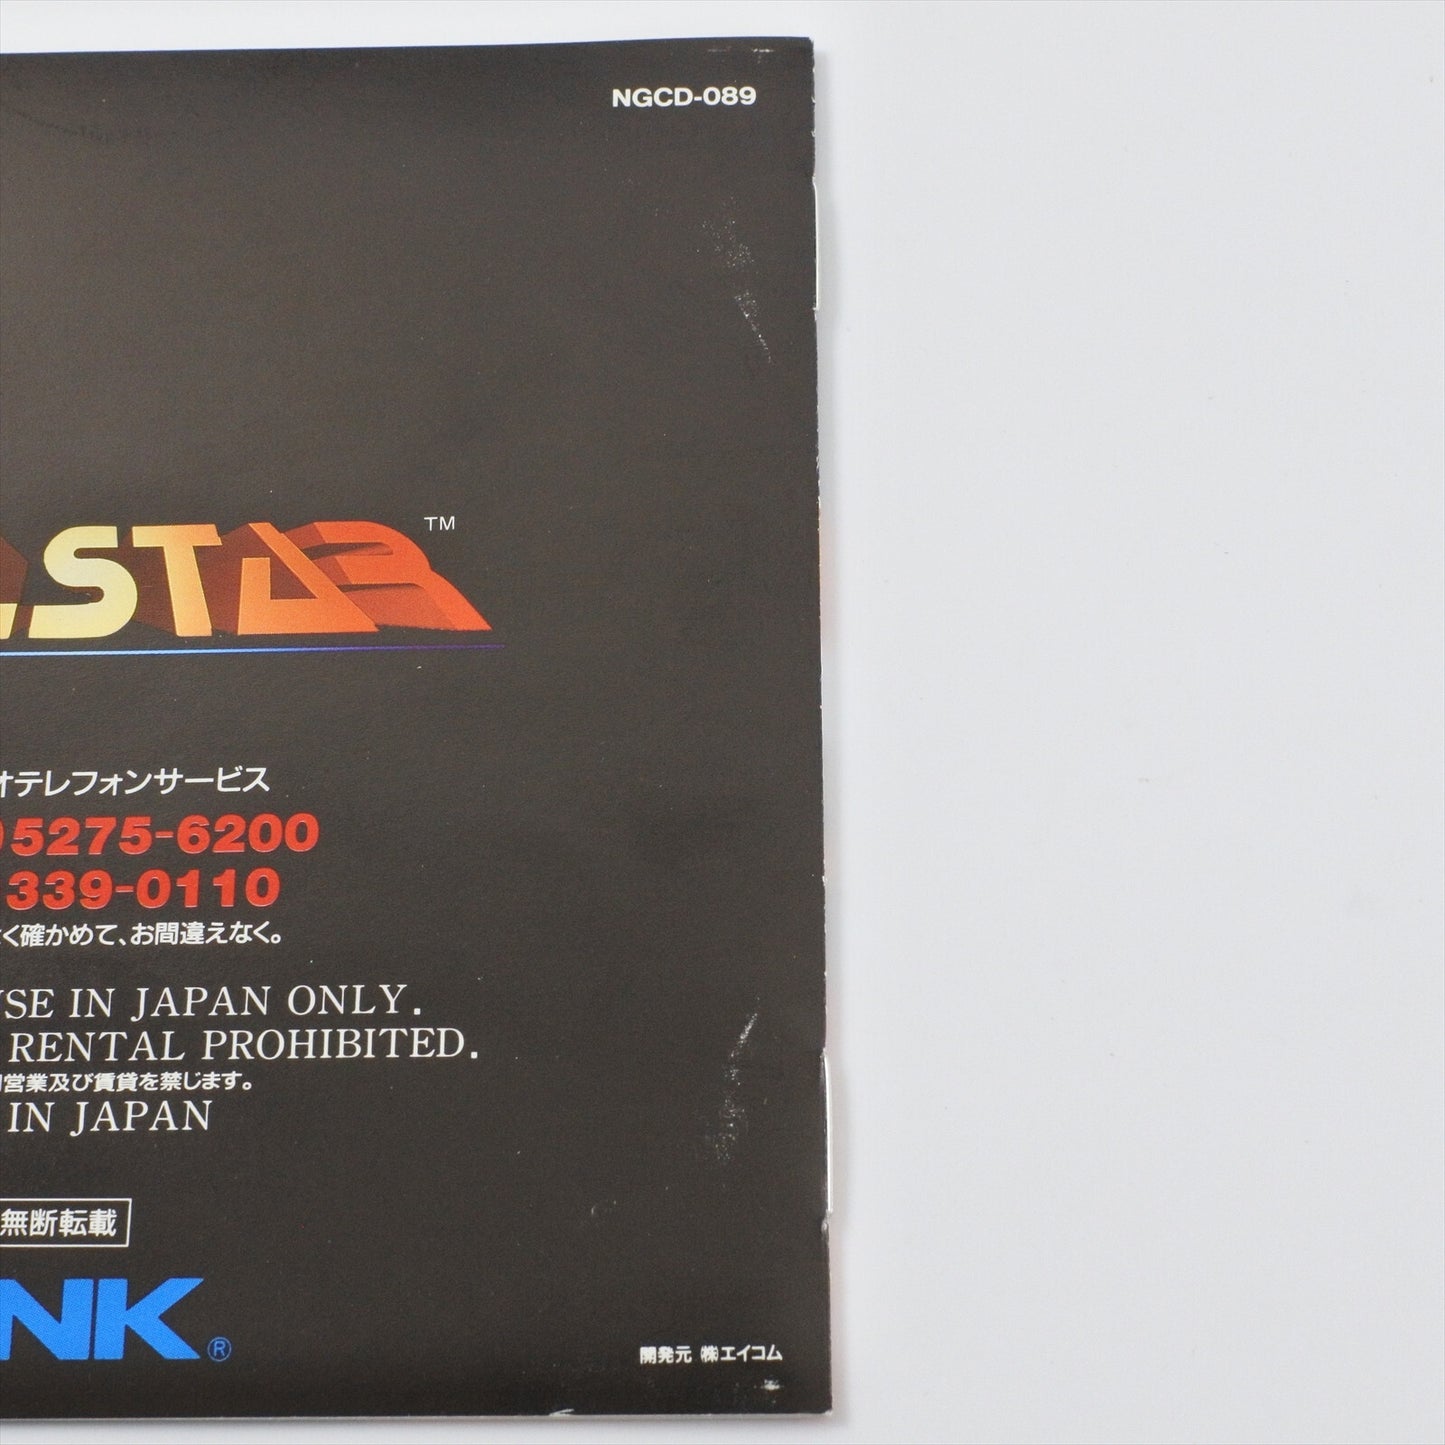 NGCD-089
STAR™
オテレフォンサービス
5275-6200
339-0110
く確かめて、お間違えなく。
USE IN JAPAN ONLY.
RENTAL PROHIBITED.
営業及び賃貸を禁じます。
IN JAPAN
無断転載
NK®
開発元 ㈱エイコム